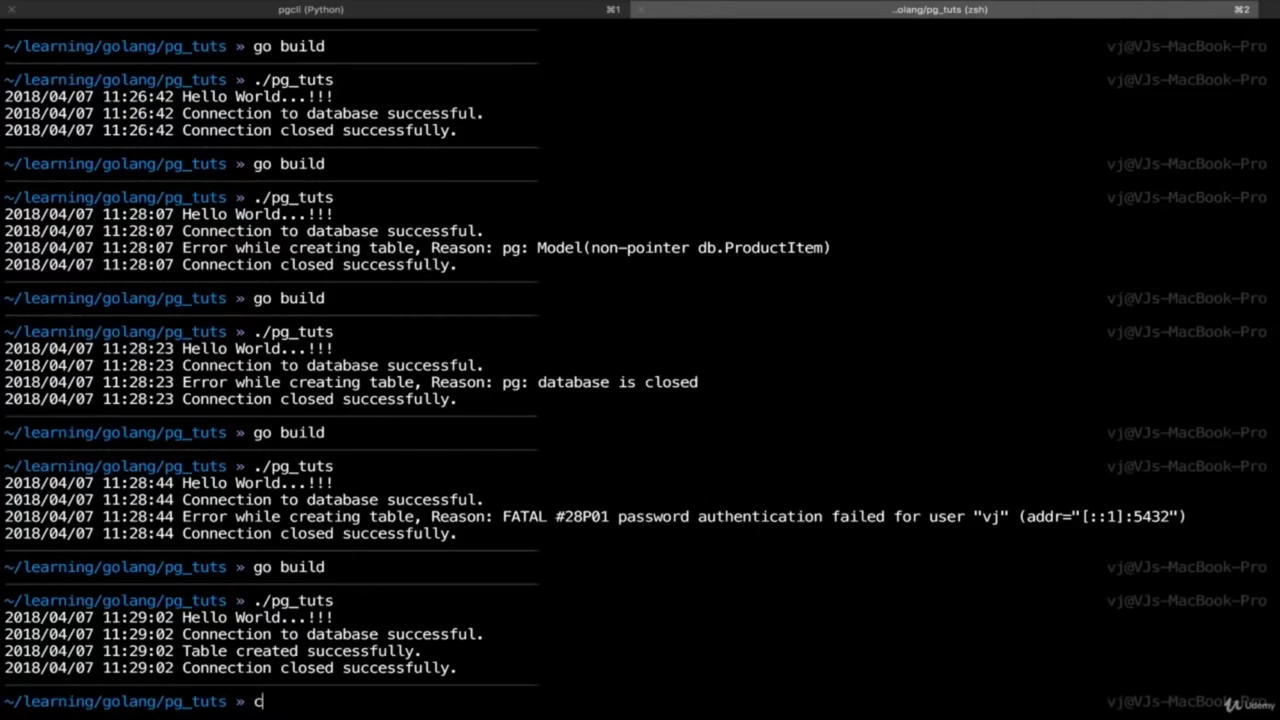 pgcli (Python) ⌘1 ..olang/pg_tuts (zsh) ⌘2
~/learning/golang/pg_tuts » go build vj@VJs-MacBook-Pro
~/learning/golang/pg_tuts » ./pg_tuts vj@VJs-MacBook-Pro
2018/04/07 11:26:42 Hello World...!!!
2018/04/07 11:26:42 Connection to database successful.
2018/04/07 11:26:42 Connection closed successfully.
~/learning/golang/pg_tuts » go build vj@VJs-MacBook-Pro
~/learning/golang/pg_tuts » ./pg_tuts vj@VJs-MacBook-Pro
2018/04/07 11:28:07 Hello World...!!!
2018/04/07 11:28:07 Connection to database successful.
2018/04/07 11:28:07 Error while creating table, Reason: pg: Model(non-pointer db.ProductItem)
2018/04/07 11:28:07 Connection closed successfully.
~/learning/golang/pg_tuts » go build vj@VJs-MacBook-Pro
~/learning/golang/pg_tuts » ./pg_tuts vj@VJs-MacBook-Pro
2018/04/07 11:28:23 Hello World...!!!
2018/04/07 11:28:23 Connection to database successful.
2018/04/07 11:28:23 Error while creating table, Reason: pg: database is closed
2018/04/07 11:28:23 Connection closed successfully.
~/learning/golang/pg_tuts » go build vj@VJs-MacBook-Pro
~/learning/golang/pg_tuts » ./pg_tuts vj@VJs-MacBook-Pro
2018/04/07 11:28:44 Hello World...!!!
2018/04/07 11:28:44 Connection to database successful.
2018/04/07 11:28:44 Error while creating table, Reason: FATAL #28P01 password authentication failed for user "vj" (addr="[::1]:5432")
2018/04/07 11:28:44 Connection closed successfully.
~/learning/golang/pg_tuts » go build vj@VJs-MacBook-Pro
~/learning/golang/pg_tuts » ./pg_tuts vj@VJs-MacBook-Pro
2018/04/07 11:29:02 Hello World...!!!
2018/04/07 11:29:02 Connection to database successful.
2018/04/07 11:29:02 Table created successfully.
2018/04/07 11:29:02 Connection closed successfully.
~/learning/golang/pg_tuts » c vj@VJs-MacBook-Pro
Udemy